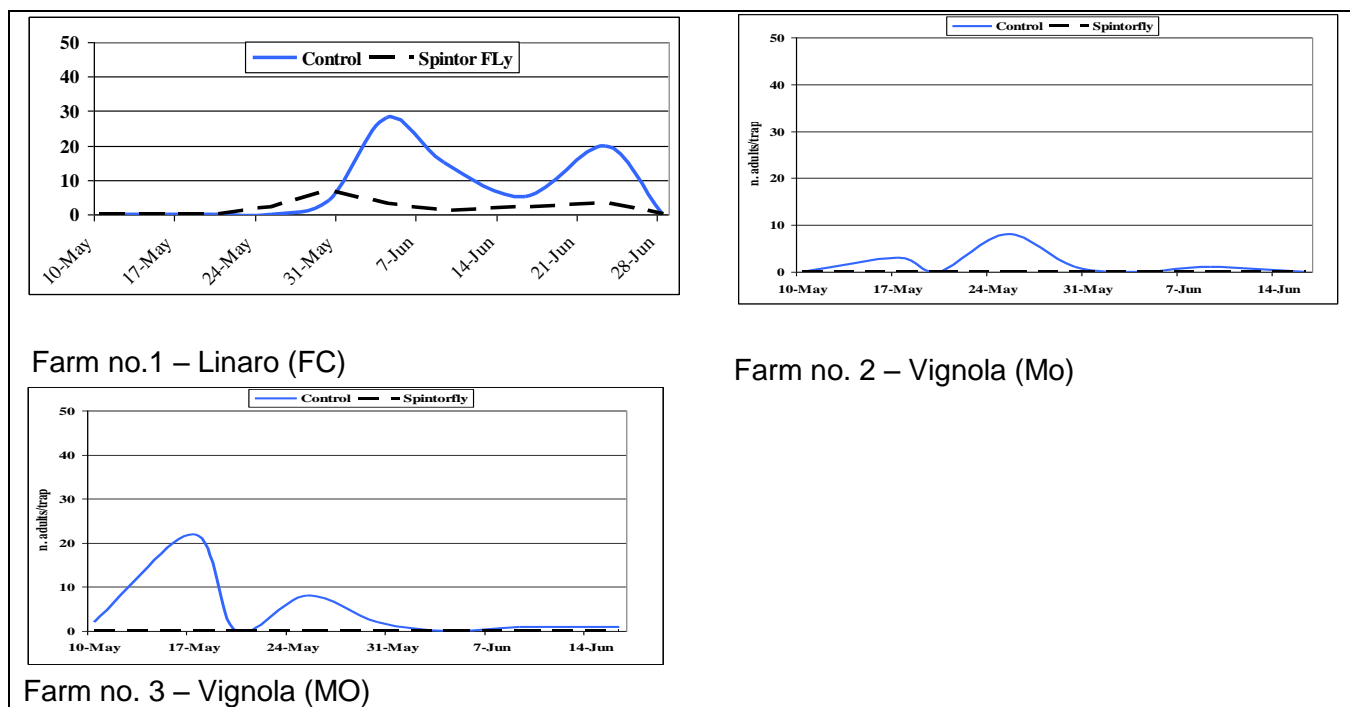 Control Spintor FLy
50
40
30
20
10
0
10-May 17-May 24-May 31-May 7-Jun 14-Jun 21-Jun 28-Jun
Farm no.1 – Linaro (FC)
Control Spintorfly
n. adults/trap
50
40
30
20
10
0
10-May 17-May 24-May 31-May 7-Jun 14-Jun
Farm no. 2 – Vignola (Mo)
Control Spintorfly
n. adults/trap
50
40
30
20
10
0
10-May 17-May 24-May 31-May 7-Jun 14-Jun
Farm no. 3 – Vignola (MO)